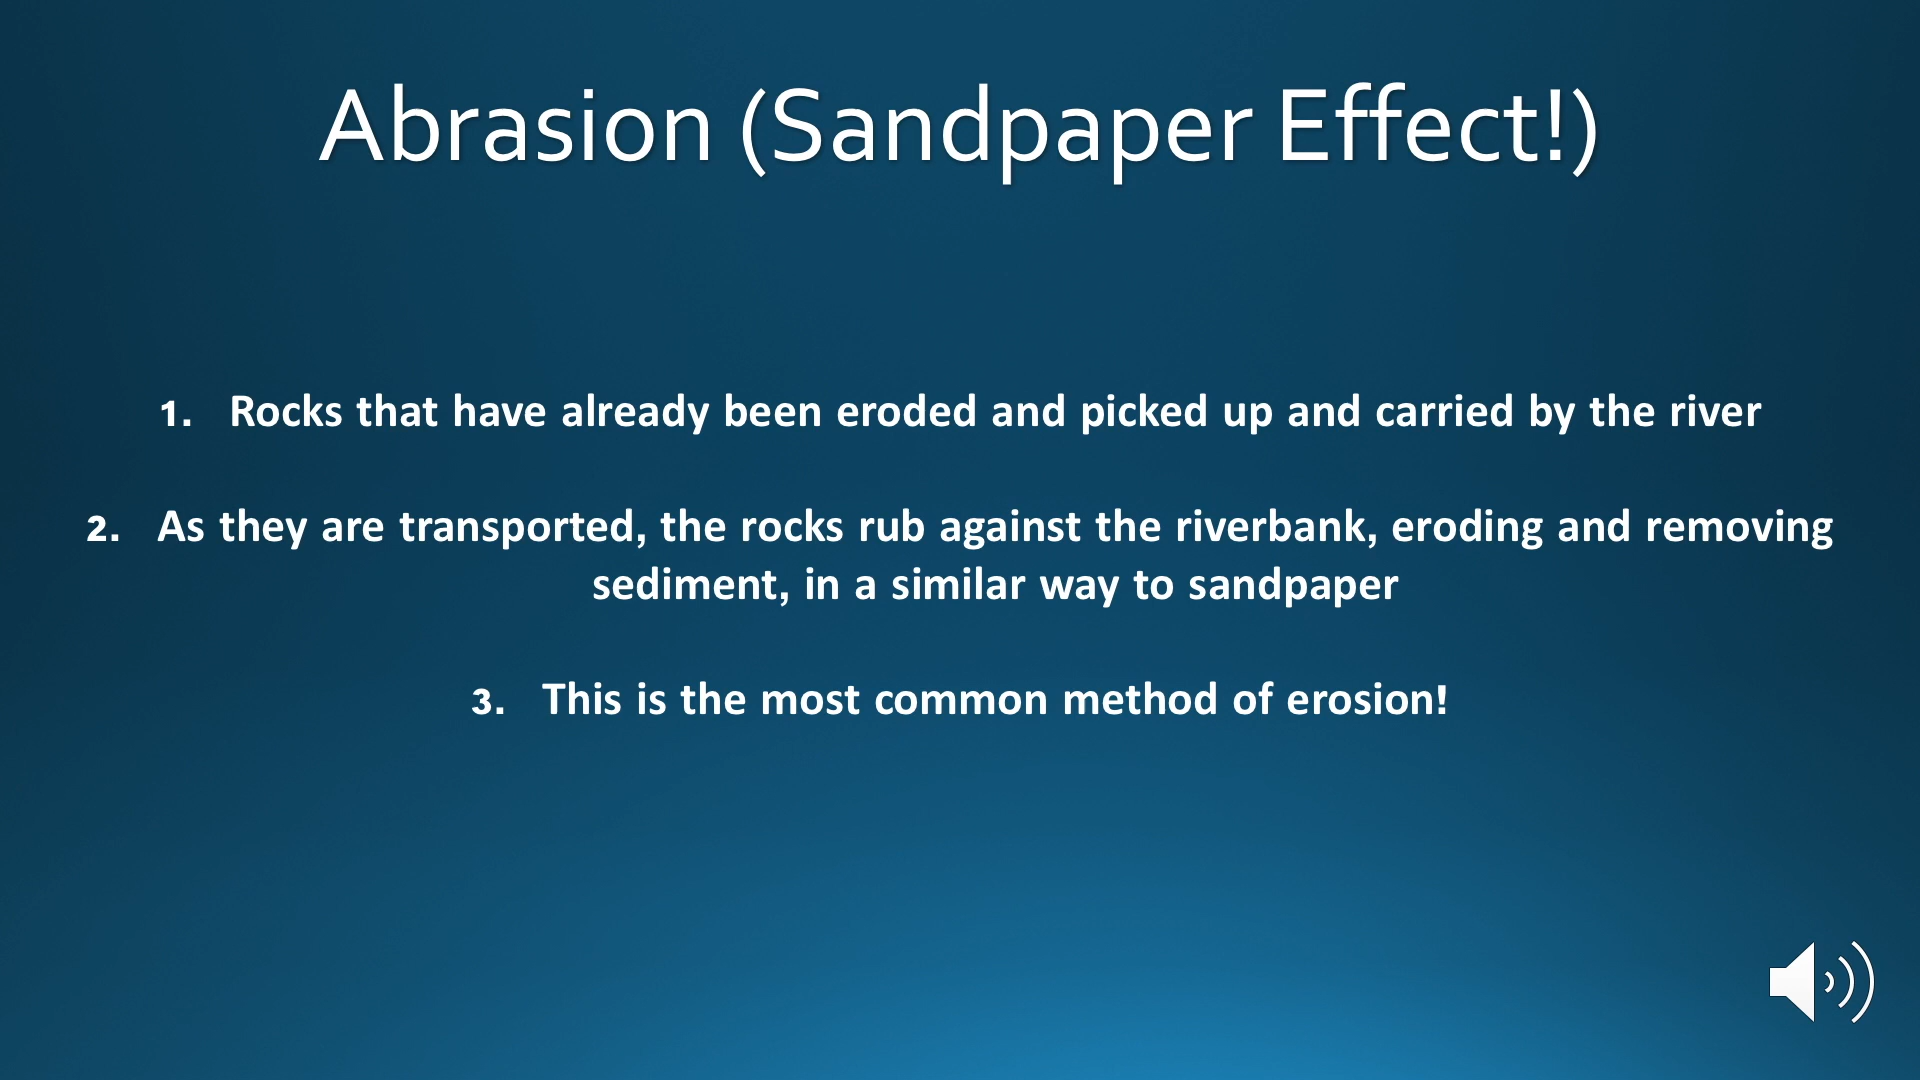 Abrasion (Sandpaper Effect!)
1. Rocks that have already been eroded and picked up and carried by the river
2. As they are transported, the rocks rub against the riverbank, eroding and removing
sediment, in a similar way to sandpaper
3. This is the most common method of erosion!